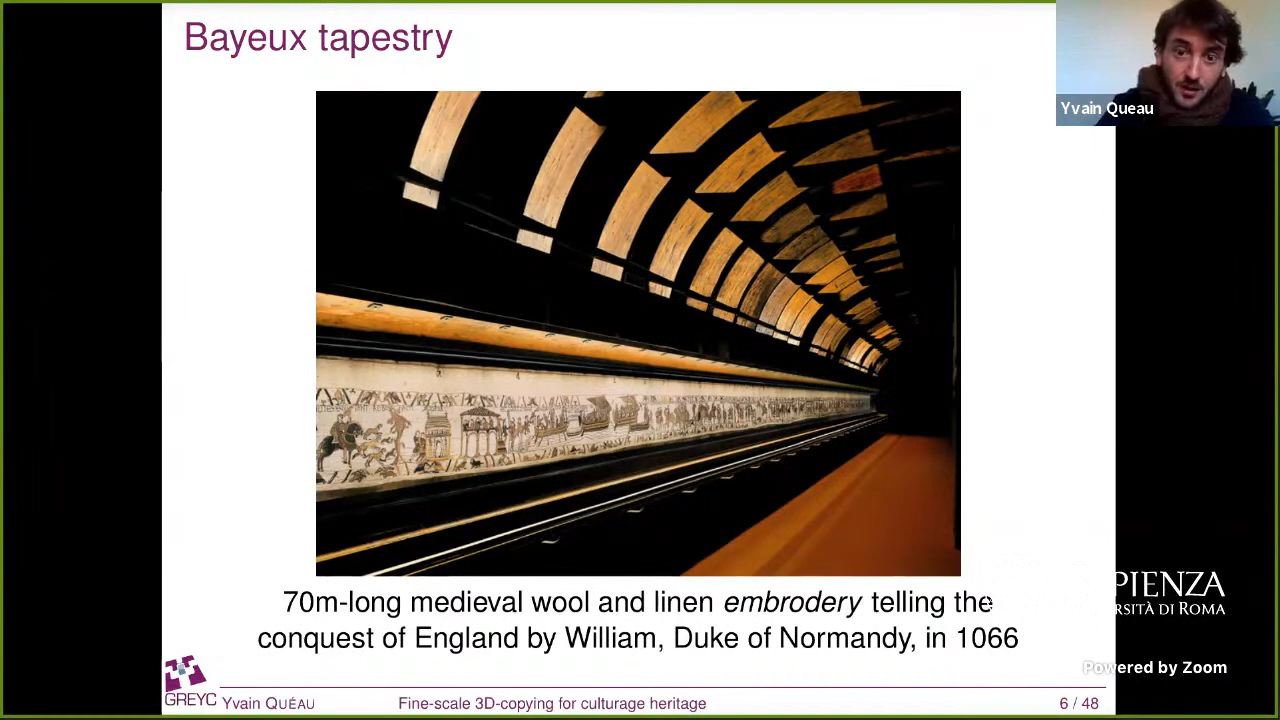 Bayeux tapestry
Yvain Queau
70m-long medieval wool and linen embrodery telling the
conquest of England by William, Duke of Normandy, in 1066
PIENZA
RSITÀ DI ROMA
Powered by Zoom
GREYC
Yvain QUÉAU
Fine-scale 3D-copying for culturage heritage
6 / 48